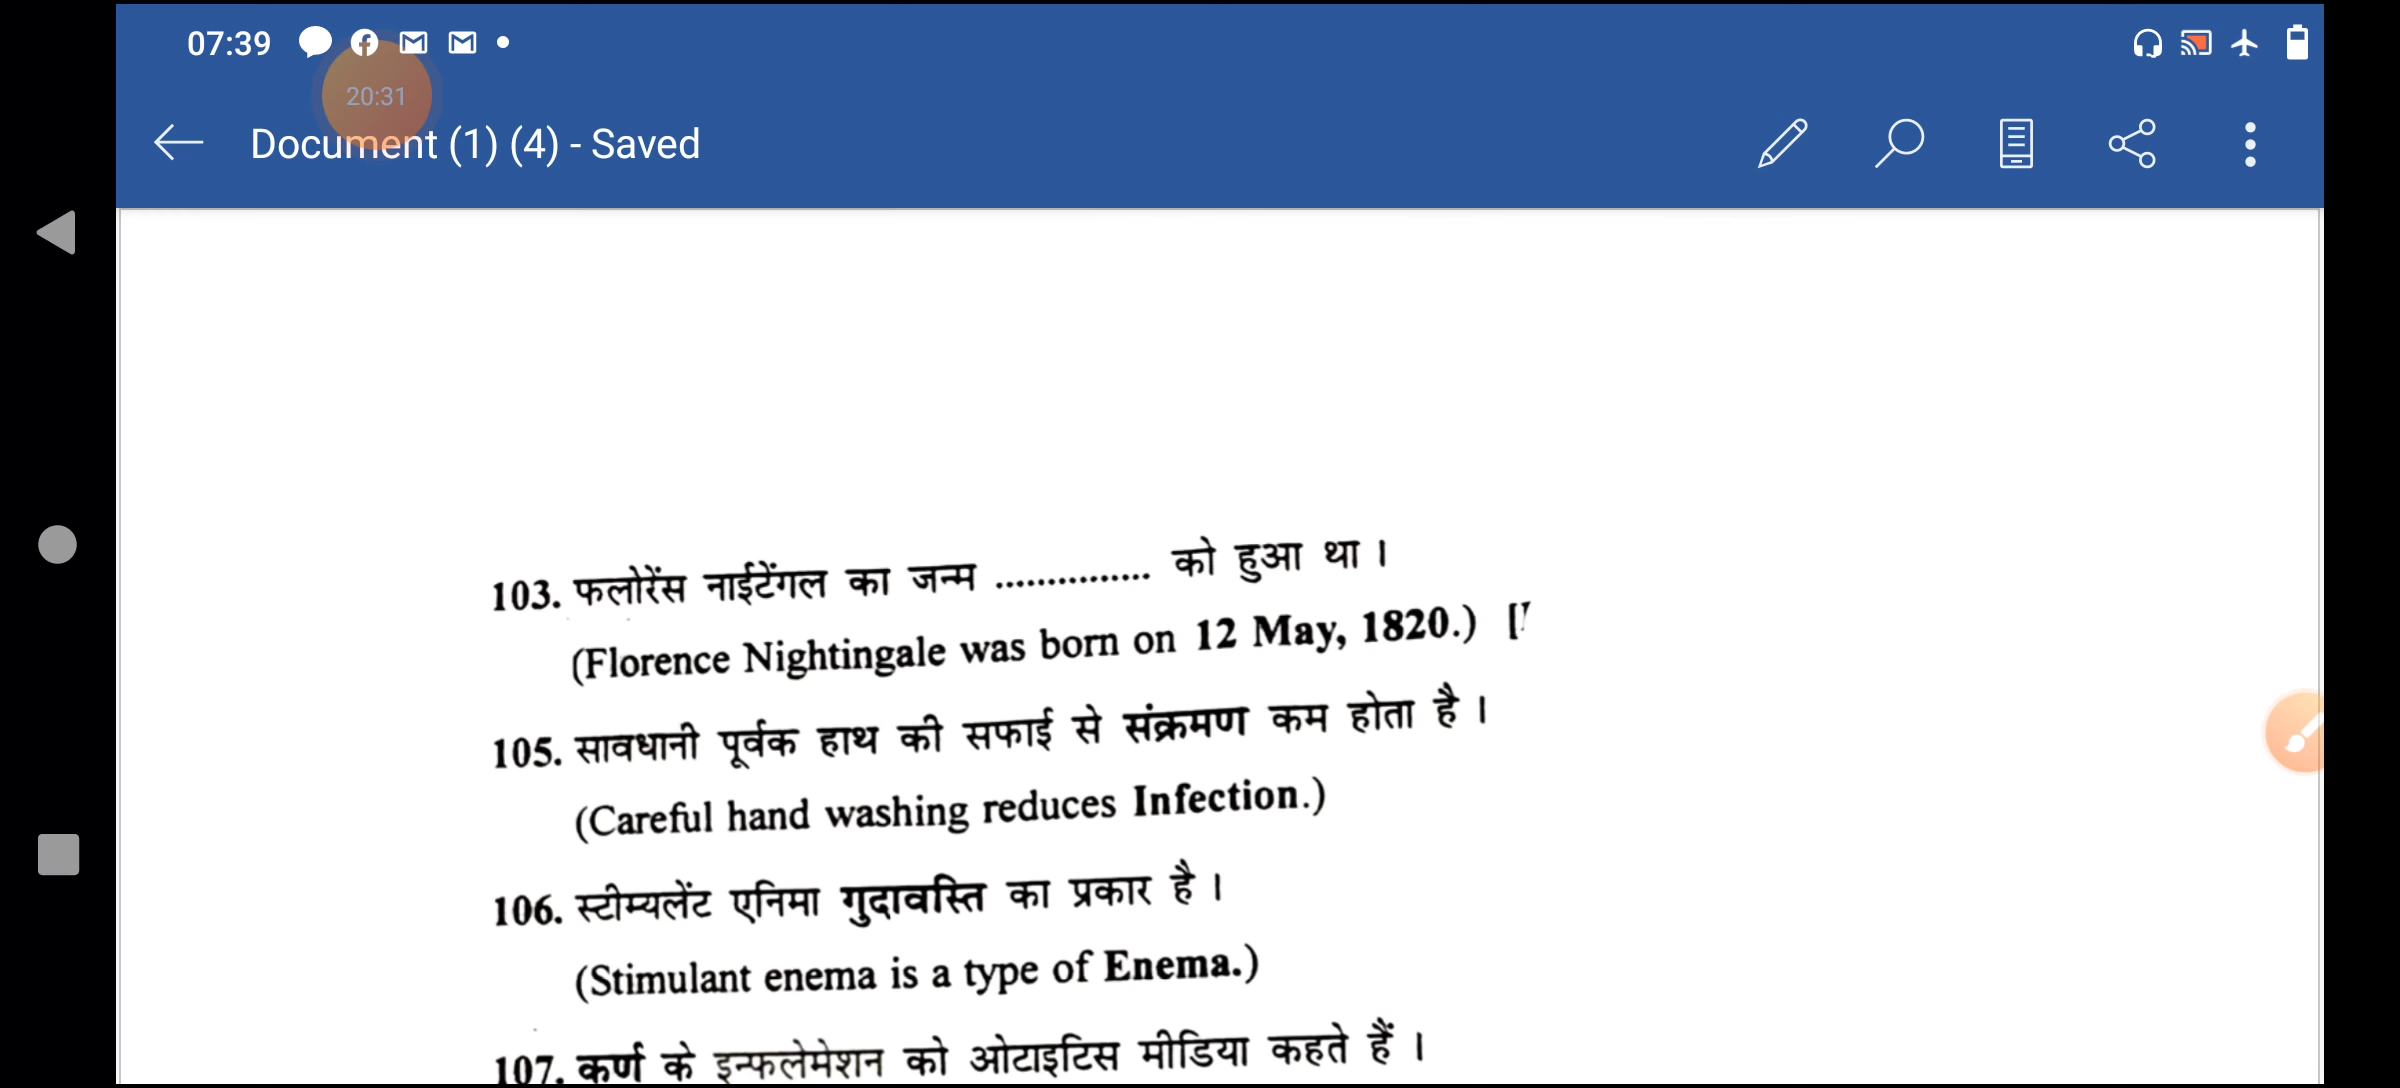 07:39
20:31
Document (1) (4) - Saved
103. फलोरेंस नाईटेंगल का जन्म ............... को हुआ था ।
(Florence Nightingale was born on 12 May, 1820.) [
105. सावधानी पूर्वक हाथ की सफाई से संक्रमण कम होता है ।
(Careful hand washing reduces Infection.)
106. स्टीम्यलेंट एनिमा गुदावस्ति का प्रकार है ।
(Stimulant enema is a type of Enema.)
107. कर्ण के इन्फलेमेशन को ओटाइटिस मीडिया कहते हैं ।